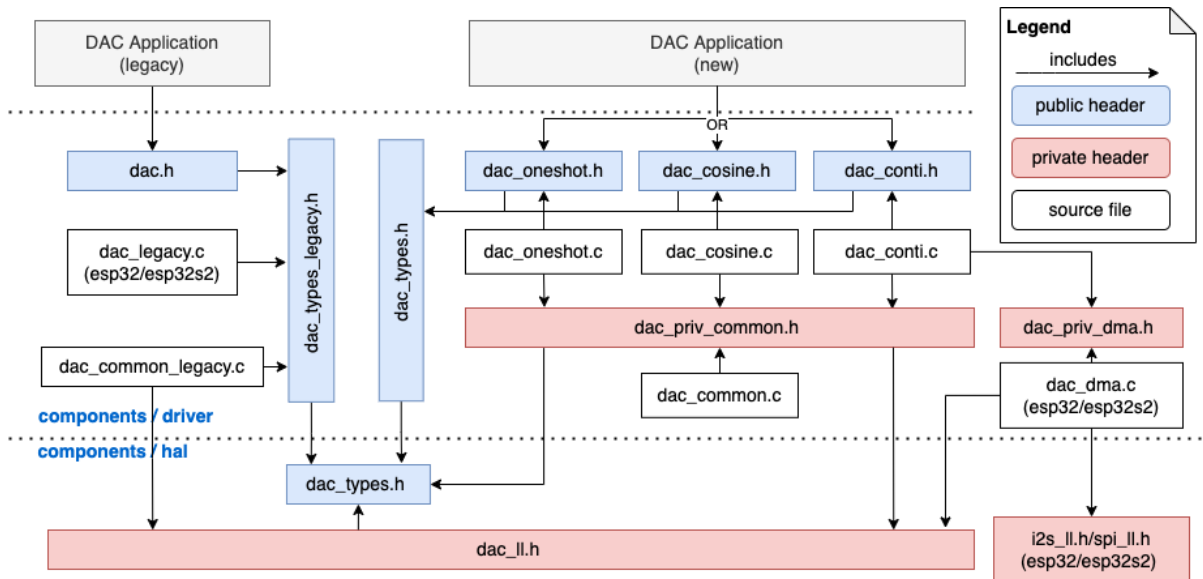 DAC Application
(legacy)
DAC Application
(new)
Legend
includes
public header
private header
source file
OR
dac.h
dac_types_legacy.h
dac_types.h
dac_oneshot.h
dac_cosine.h
dac_conti.h
dac_legacy.c
(esp32/esp32s2)
dac_oneshot.c
dac_cosine.c
dac_conti.c
dac_priv_common.h
dac_priv_dma.h
dac_common_legacy.c
dac_common.c
dac_dma.c
(esp32/esp32s2)
components / driver
components / hal
dac_types.h
dac_ll.h
i2s_ll.h/spi_ll.h
(esp32/esp32s2)